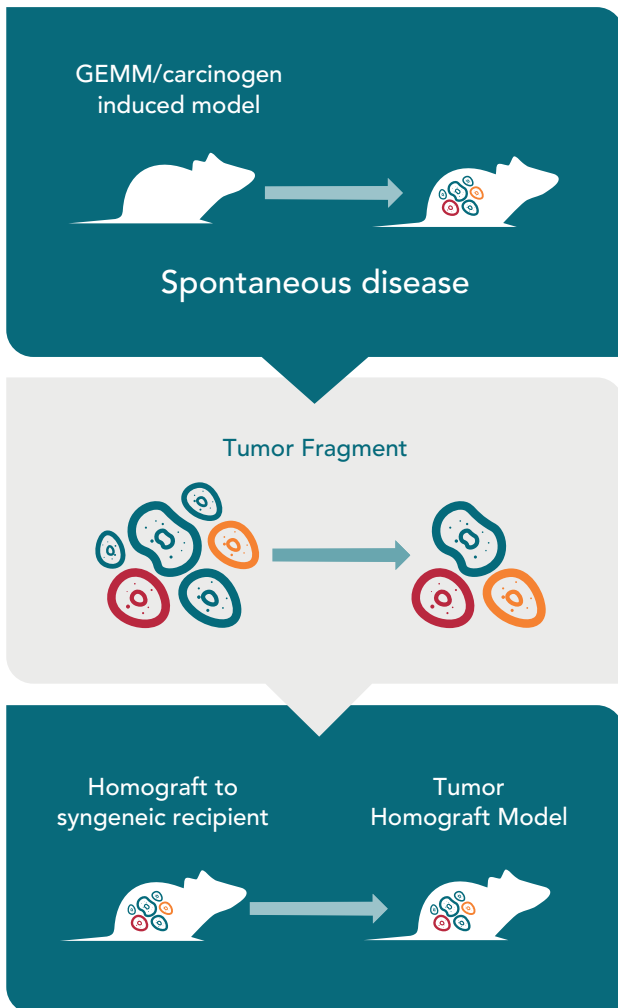 GEMM/carcinogen
induced model
Spontaneous disease
Tumor Fragment
Homograft to
syngeneic recipient
Tumor
Homograft Model